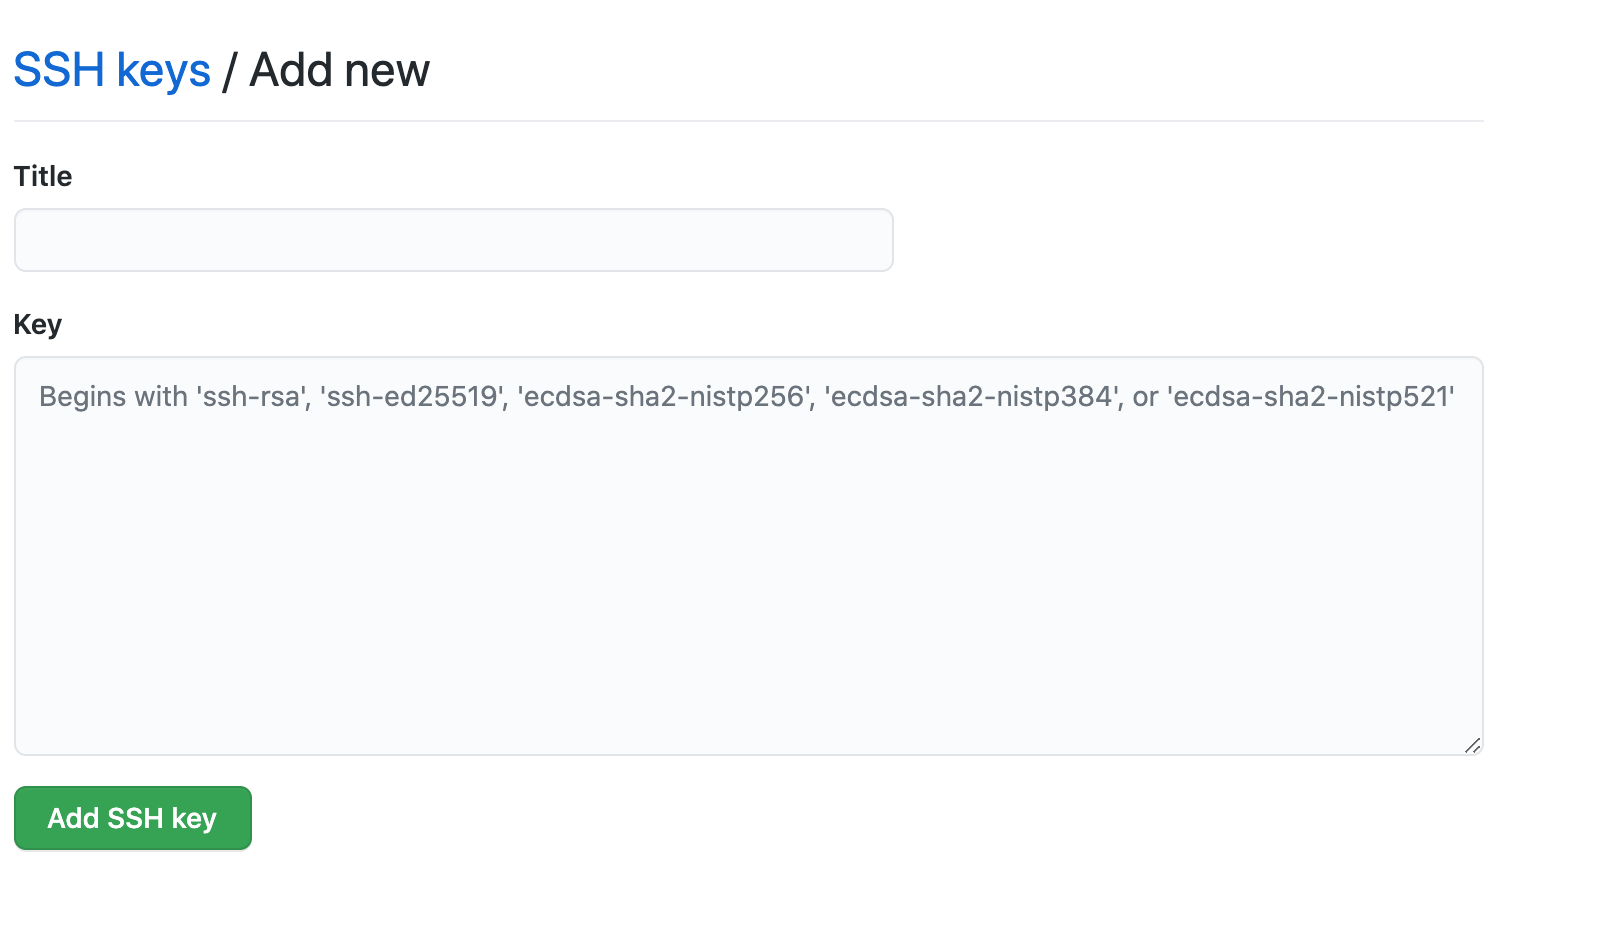 SSH keys / Add new
Title
Key
Begins with 'ssh-rsa', 'ssh-ed25519', 'ecdsa-sha2-nistp256', 'ecdsa-sha2-nistp384', or 'ecdsa-sha2-nistp521'
Add SSH key